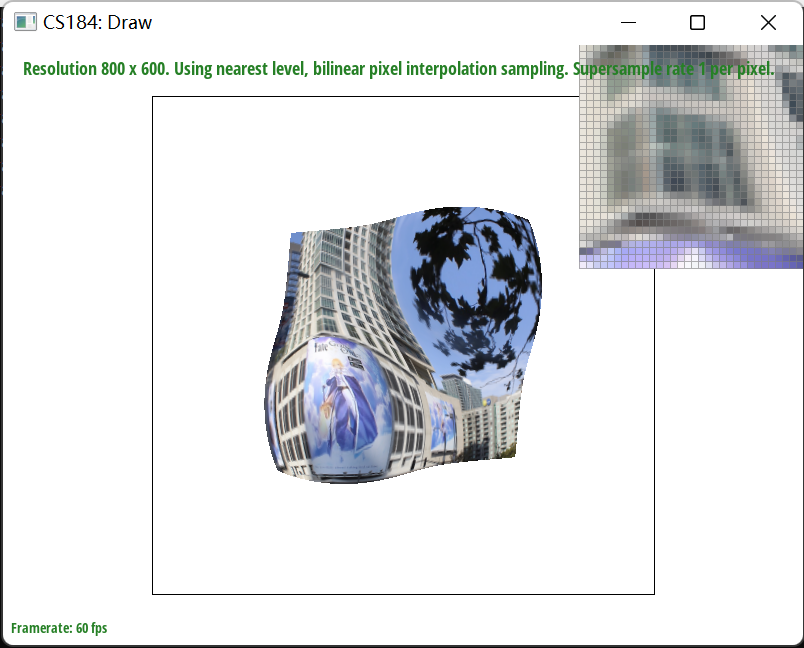 CS184: Draw
Resolution 800 x 600. Using nearest level, bilinear pixel interpolation sampling. Supersample rate 1 per pixel.
Framerate: 60 fps